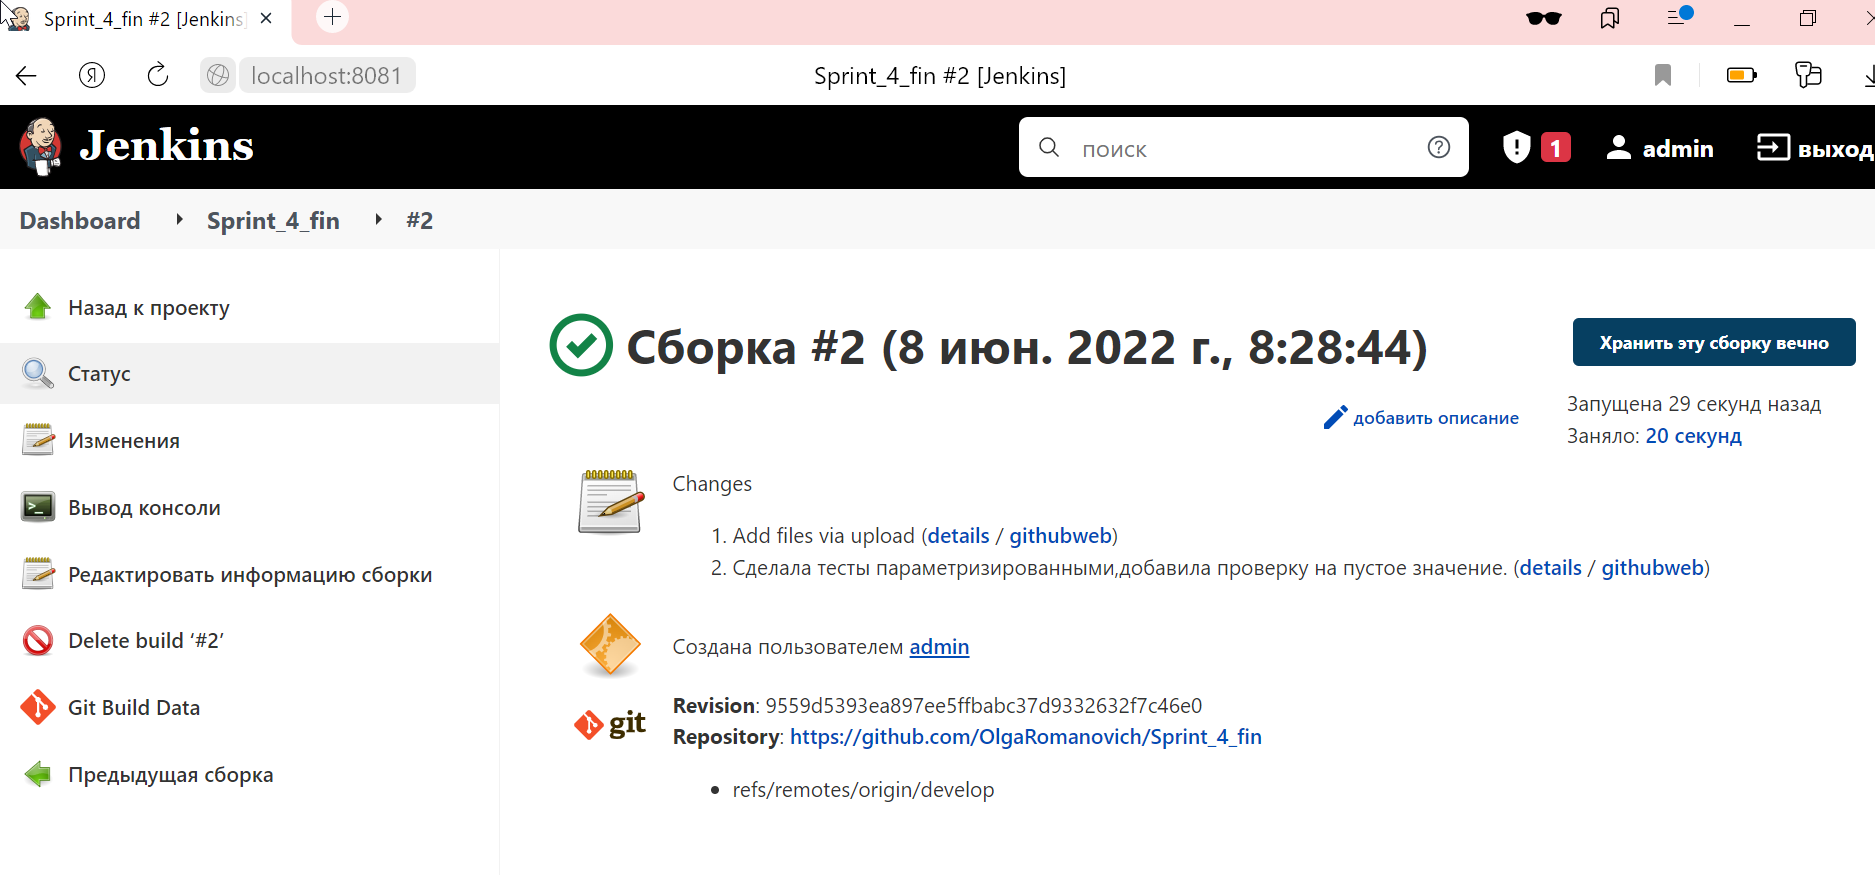 Sprint_4_fin #2 [Jenkins]
localhost:8081
Sprint_4_fin #2 [Jenkins]
Jenkins
поиск
1
admin
выход
Dashboard
Sprint_4_fin
#2
Назад к проекту
Статус
Изменения
Вывод консоли
Редактировать информацию сборки
Delete build ‘#2’
Git Build Data
Предыдущая сборка
Сборка #2 (8 июн. 2022 г., 8:28:44)
Хранить эту сборку вечно
добавить описание
Запущена 29 секунд назад
Заняло: 20 секунд
Changes
1. Add files via upload (details / githubweb)
2. Сделала тесты параметризированными,добавила проверку на пустое значение. (details / githubweb)
Создана пользователем admin
git
Revision: 9559d5393ea897ee5ffbabc37d9332632f7c46e0
Repository: https://github.com/OlgaRomanovich/Sprint_4_fin
• refs/remotes/origin/develop